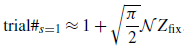 trial#ₛ₌₁ ≈ 1 + √(π/2) 𝒩 Z_fix